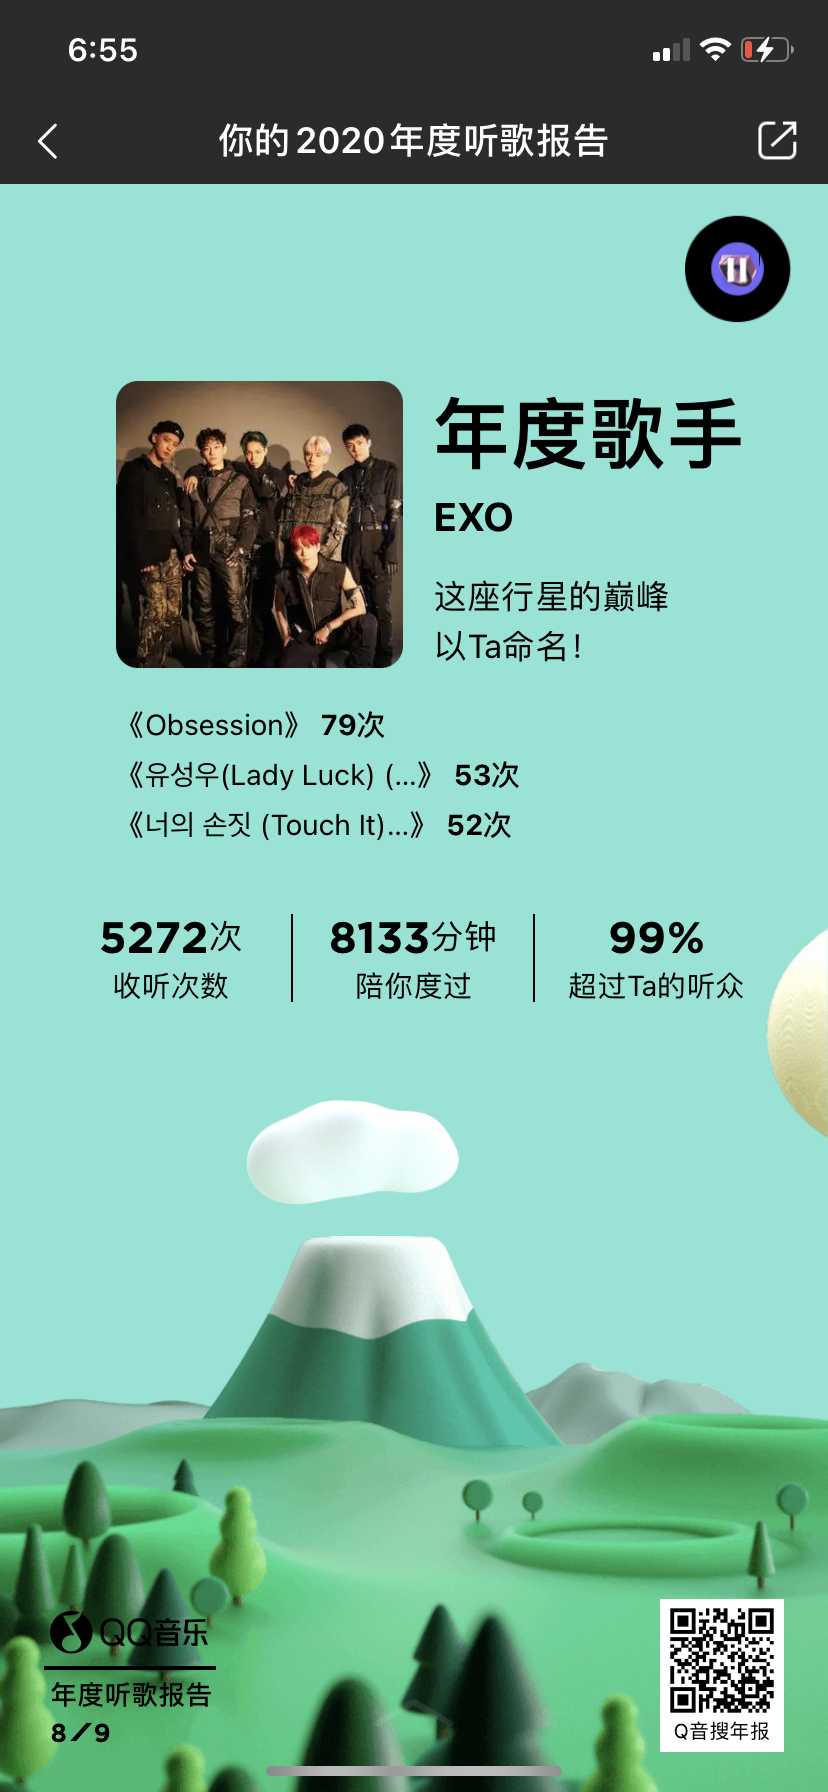 6:55
你的2020年度听歌报告
年度歌手
EXO
这座行星的巅峰
以Ta命名！
《Obsession》 79次
《유성우(Lady Luck) (...》 53次
《너의 손짓 (Touch It)...》 52次
5272次
收听次数
8133分钟
陪你度过
99%
超过Ta的听众
QQ音乐
年度听歌报告
8/9
Q音搜年报